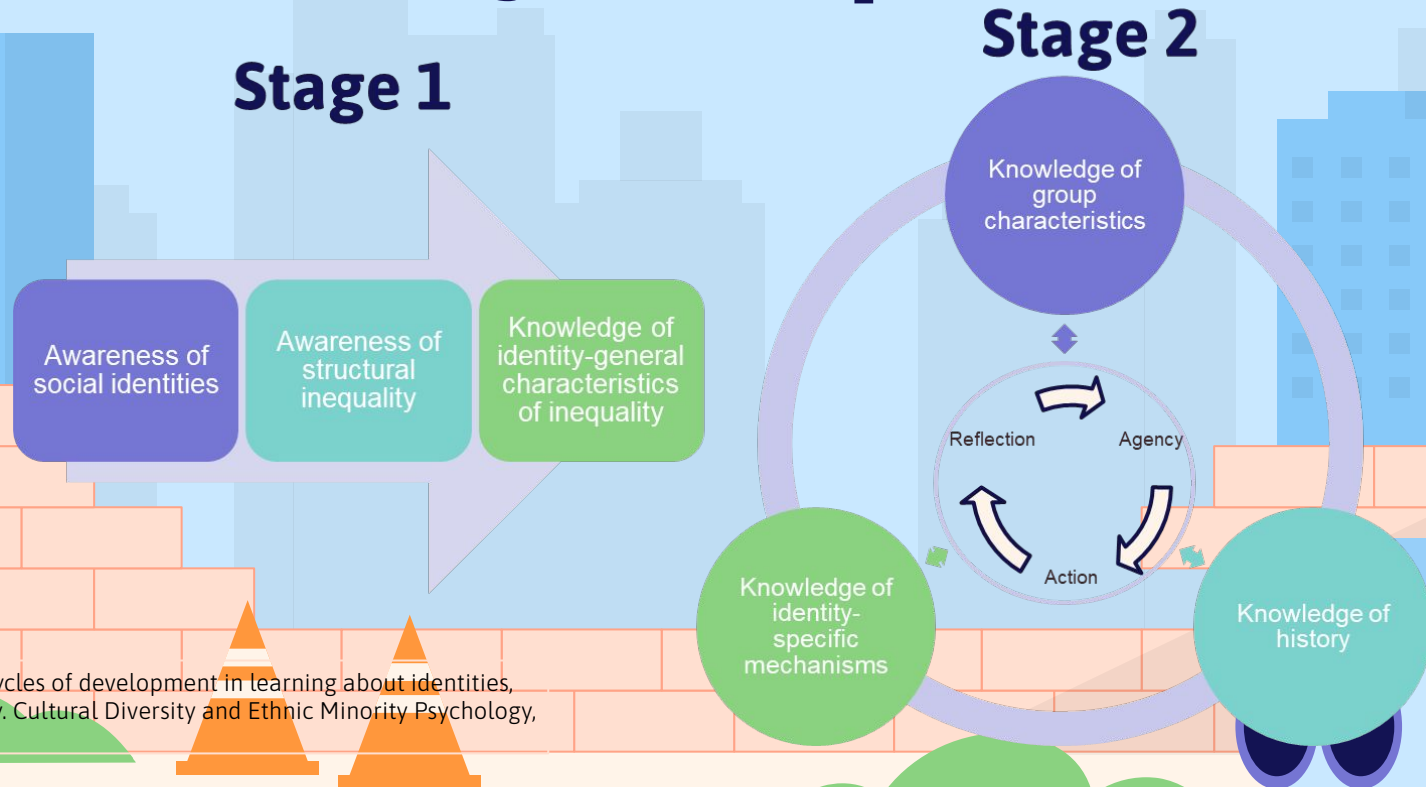 Stage 1
Stage 2
Awareness of
social identities
Awareness of
structural
inequality
Knowledge of
identity-general
characteristics
of inequality
Knowledge of
group
characteristics
Reflection
Agency
Action
Knowledge of
identity-
specific
mechanisms
Knowledge of
history
of development in learning about identities,
Cultural Diversity and Ethnic Minority Psychology,